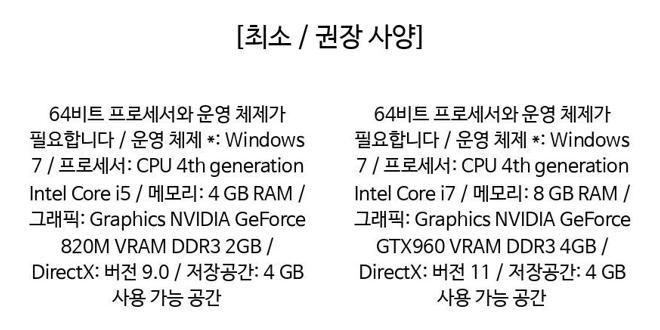 [최소 / 권장 사양]
64비트 프로세서와 운영 체제가
필요합니다 / 운영 체제 *: Windows
7 / 프로세서: CPU 4th generation
Intel Core i5 / 메모리: 4 GB RAM /
그래픽: Graphics NVIDIA GeForce
820M VRAM DDR3 2GB /
DirectX: 버전 9.0 / 저장공간: 4 GB
사용 가능 공간
64비트 프로세서와 운영 체제가
필요합니다 / 운영 체제 *: Windows
7 / 프로세서: CPU 4th generation
Intel Core i7 / 메모리: 8 GB RAM /
그래픽: Graphics NVIDIA GeForce
GTX960 VRAM DDR3 4GB /
DirectX: 버전 11 / 저장공간: 4 GB
사용 가능 공간